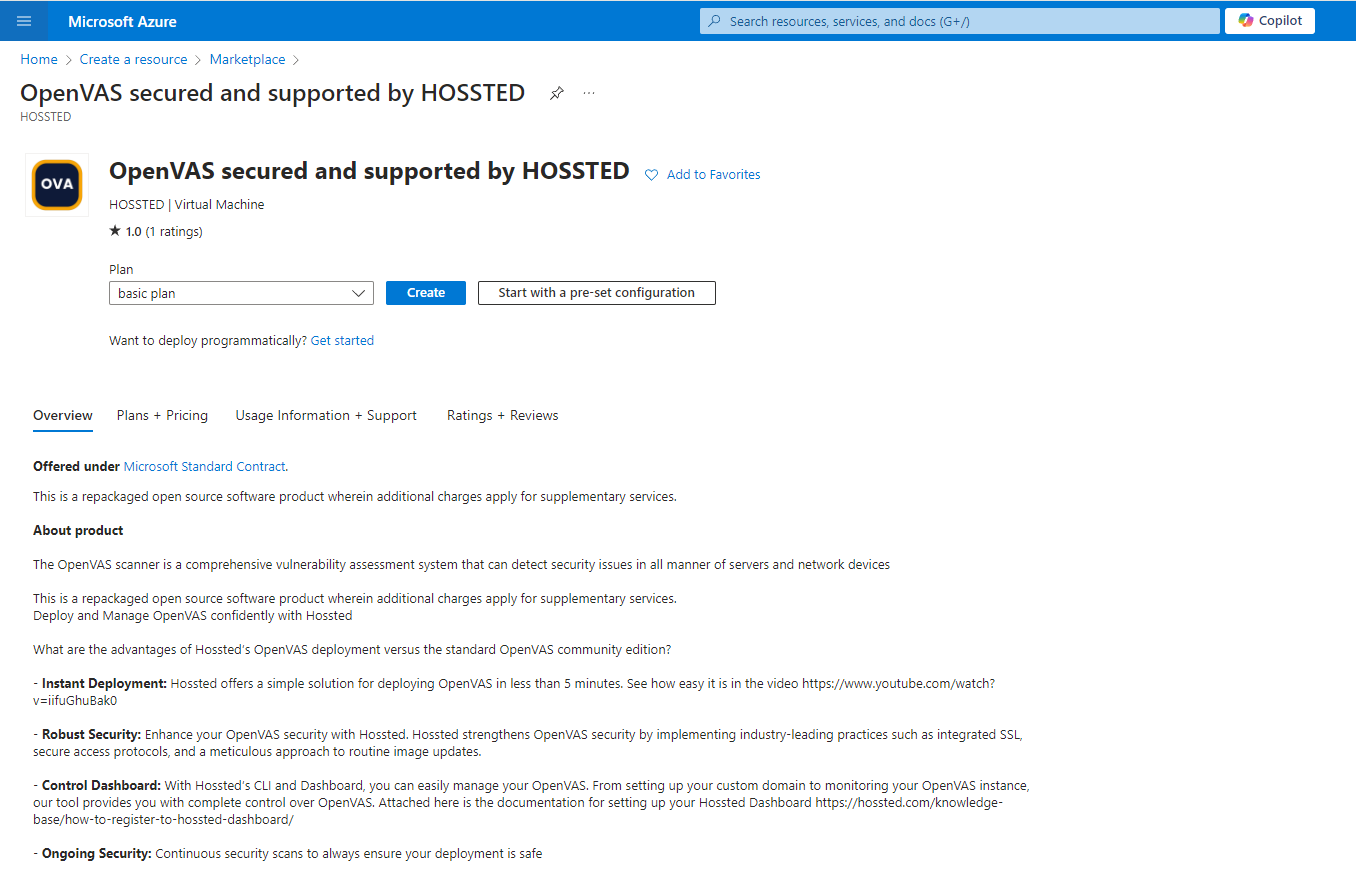 Microsoft Azure
Search resources, services, and docs (G+/)
Copilot
Home > Create a resource > Marketplace >
OpenVAS secured and supported by HOSSTED
...
HOSSTED
OVA
OpenVAS secured and supported by HOSSTED
Add to Favorites
HOSSTED | Virtual Machine
★ 1.0 (1 ratings)
Plan
basic plan
Create
Start with a pre-set configuration
Want to deploy programmatically? Get started
Overview
Plans + Pricing
Usage Information + Support
Ratings + Reviews
Offered under Microsoft Standard Contract.
This is a repackaged open source software product wherein additional charges apply for supplementary services.
About product
The OpenVAS scanner is a comprehensive vulnerability assessment system that can detect security issues in all manner of servers and network devices
This is a repackaged open source software product wherein additional charges apply for supplementary services.
Deploy and Manage OpenVAS confidently with Hossted
What are the advantages of Hossted's OpenVAS deployment versus the standard OpenVAS community edition?
- Instant Deployment: Hossted offers a simple solution for deploying OpenVAS in less than 5 minutes. See how easy it is in the video https://www.youtube.com/watch?
v=iifuGhuBak0
- Robust Security: Enhance your OpenVAS security with Hossted. Hossted strengthens OpenVAS security by implementing industry-leading practices such as integrated SSL,
secure access protocols, and a meticulous approach to routine image updates.
- Control Dashboard: With Hossted's CLI and Dashboard, you can easily manage your OpenVAS. From setting up your custom domain to monitoring your OpenVAS instance,
our tool provides you with complete control over OpenVAS. Attached here is the documentation for setting up your Hossted Dashboard https://hossted.com/knowledge-
base/how-to-register-to-hossted-dashboard/
- Ongoing Security: Continuous security scans to always ensure your deployment is safe